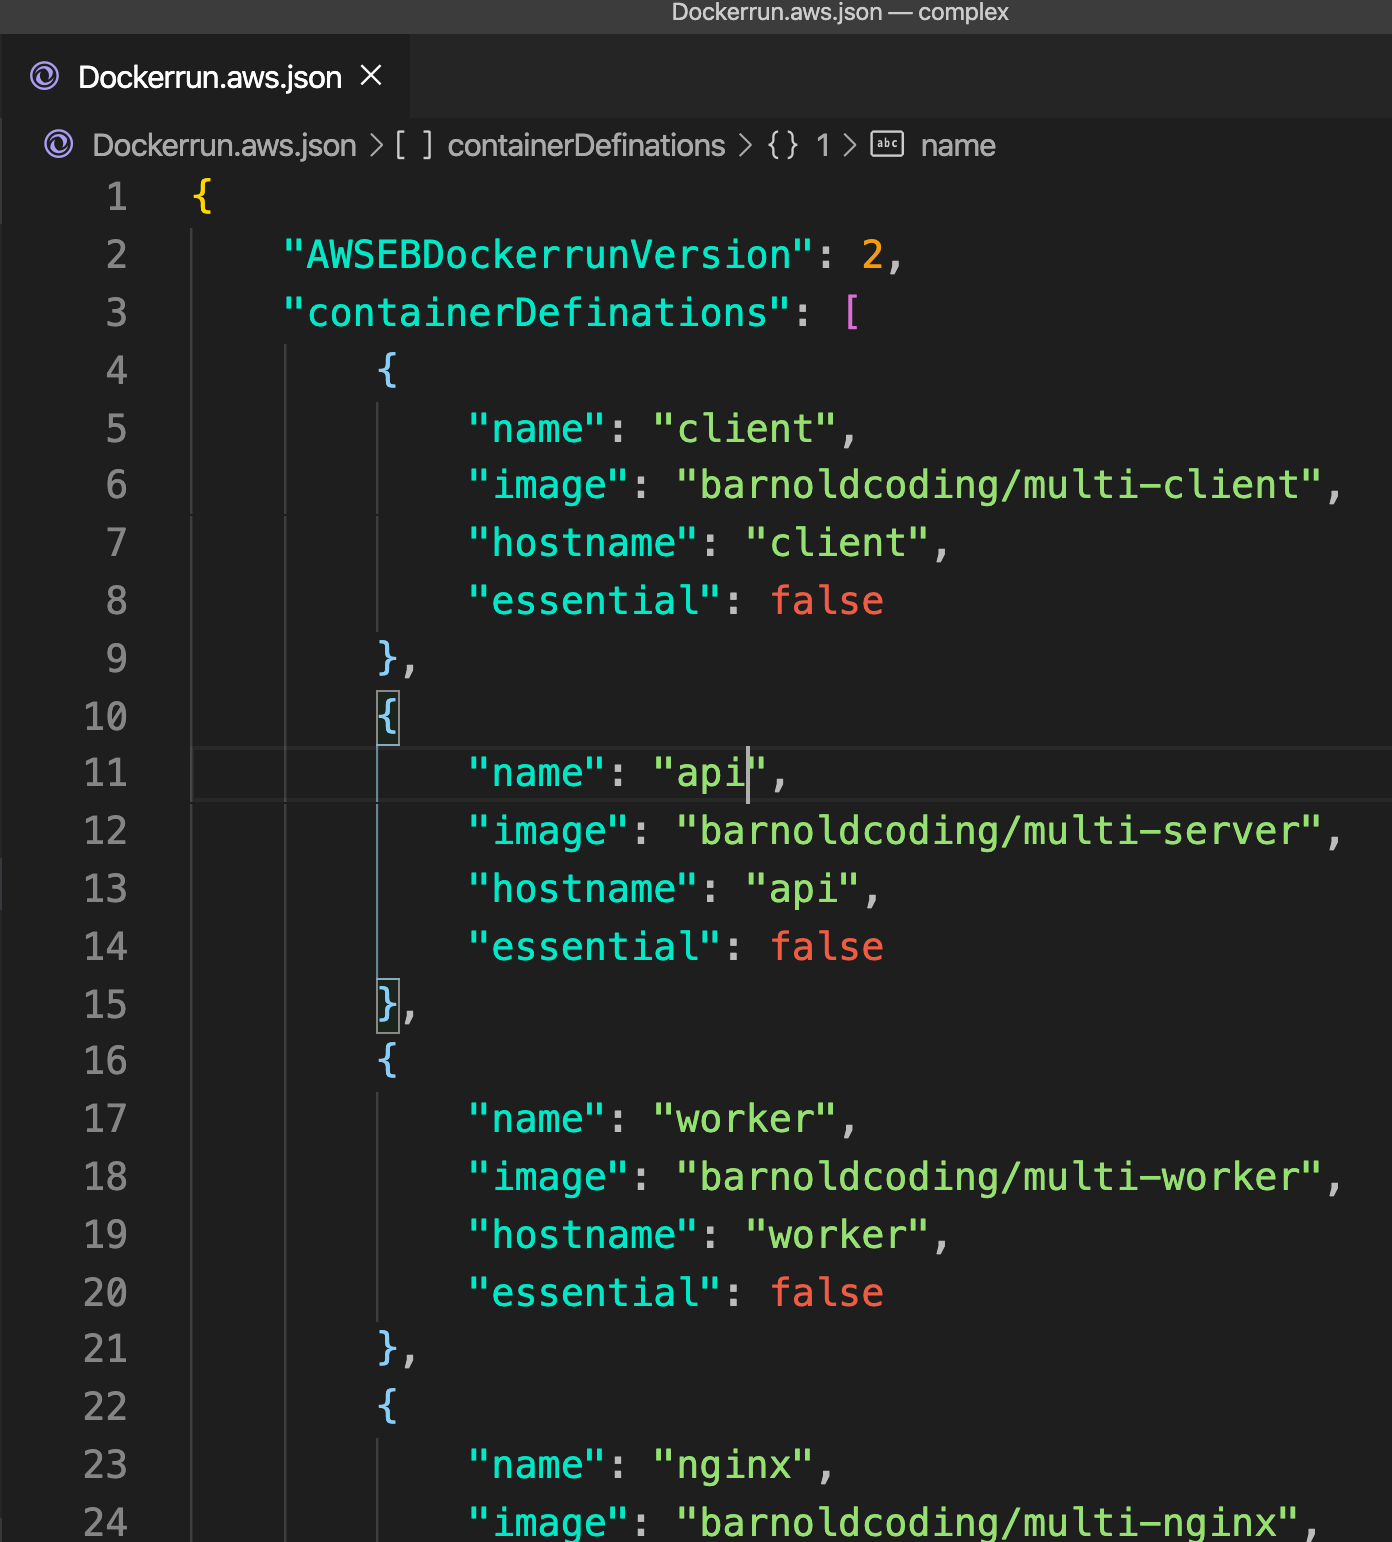 Dockerrun.aws.json — complex
Dockerrun.aws.json
Dockerrun.aws.json > [ ] containerDefinations > {} 1 > abc name
1 {
2 "AWSEBDockerrunVersion": 2,
3 "containerDefinations": [
4 {
5 "name": "client",
6 "image": "barnoldcoding/multi-client",
7 "hostname": "client",
8 "essential": false
9 },
10 {
11 "name": "api",
12 "image": "barnoldcoding/multi-server",
13 "hostname": "api",
14 "essential": false
15 },
16 {
17 "name": "worker",
18 "image": "barnoldcoding/multi-worker",
19 "hostname": "worker",
20 "essential": false
21 },
22 {
23 "name": "nginx",
24 "image": "barnoldcoding/multi-nginx",